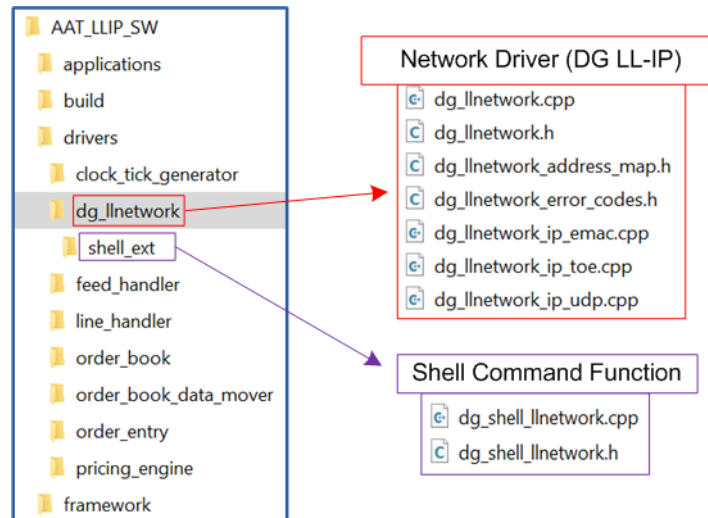 AAT_LLIP_SW
applications
build
drivers
clock_tick_generator
dg_llnetwork
shell_ext
feed_handler
line_handler
order_book
order_book_data_mover
order_entry
pricing_engine
framework
Network Driver (DG LL-IP)
dg_llnetwork.cpp
dg_llnetwork.h
dg_llnetwork_address_map.h
dg_llnetwork_error_codes.h
dg_llnetwork_ip_emac.cpp
dg_llnetwork_ip_toe.cpp
dg_llnetwork_ip_udp.cpp
Shell Command Function
dg_shell_llnetwork.cpp
dg_shell_llnetwork.h